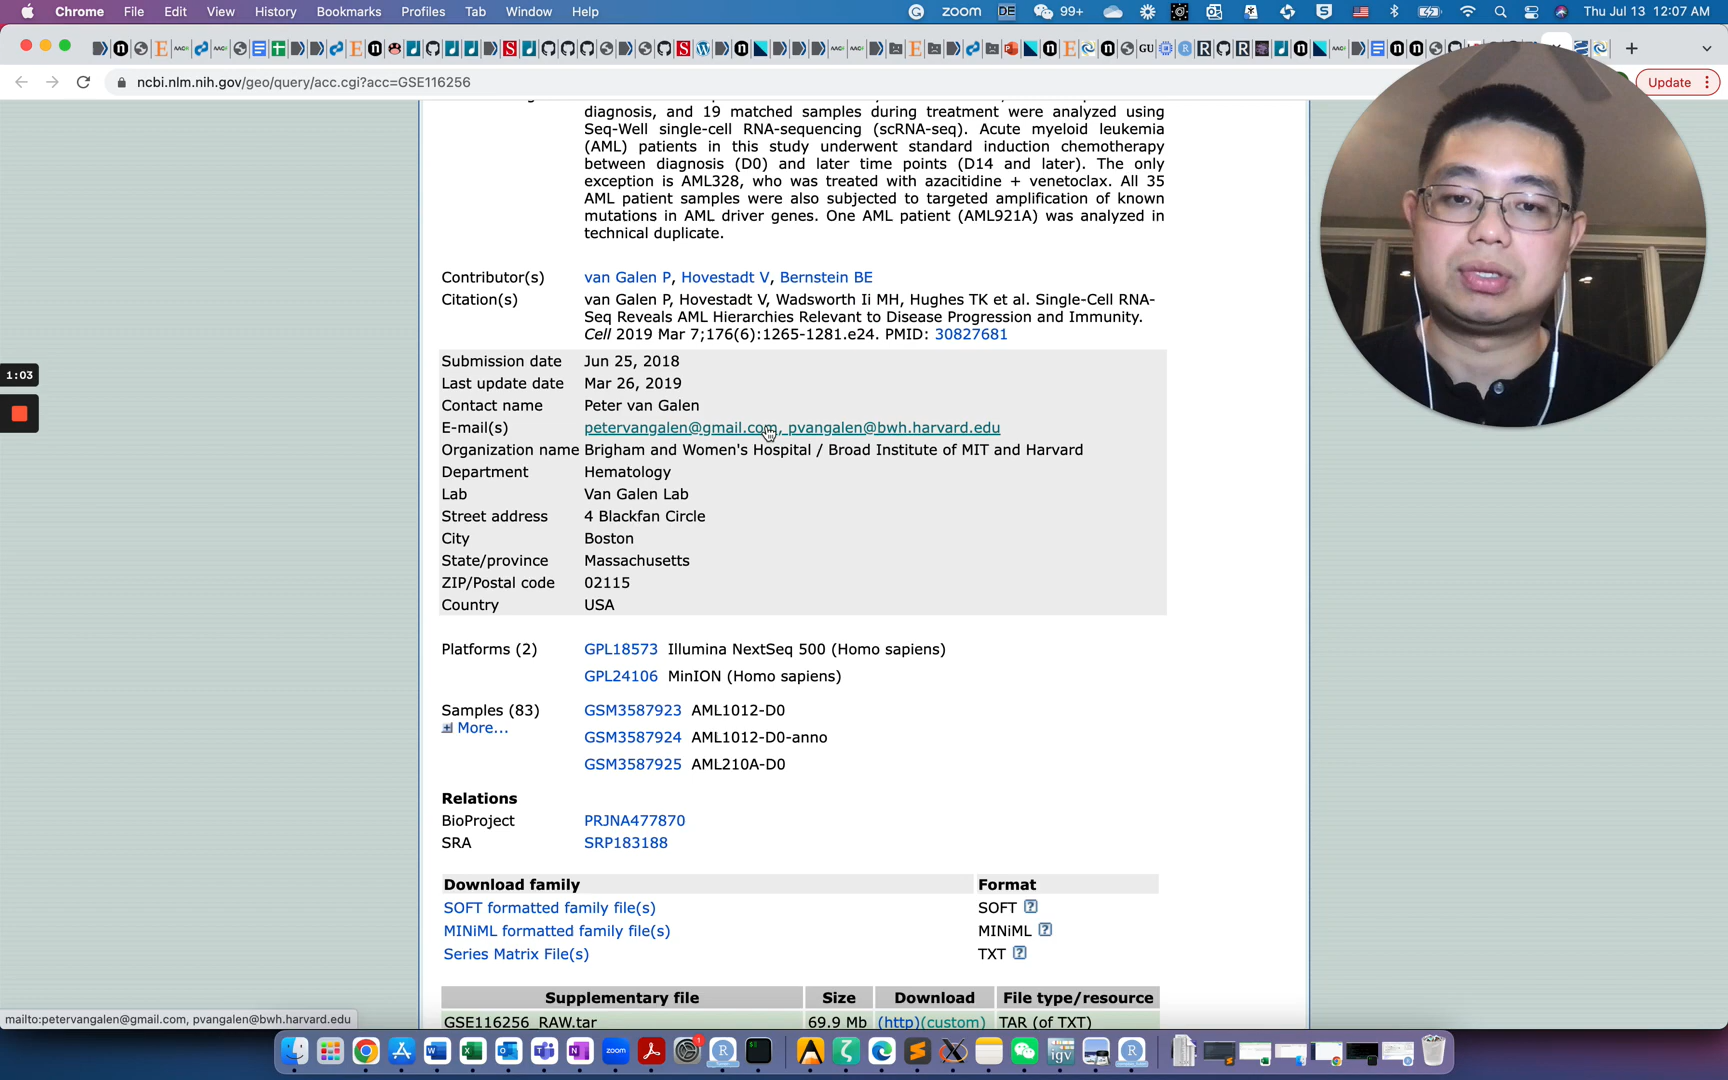 Chrome File Edit View History Bookmarks Profiles Tab Window Help
zoom DE 99+ Thu Jul 13 12:07 AM
ncbi.nlm.nih.gov/geo/query/acc.cgi?acc=GSE116256
Update
diagnosis, and 19 matched samples during treatment were analyzed using
Seq-Well single-cell RNA-sequencing (scRNA-seq). Acute myeloid leukemia
(AML) patients in this study underwent standard induction chemotherapy
between diagnosis (D0) and later time points (D14 and later). The only
exception is AML328, who was treated with azacitidine + venetoclax. All 35
AML patient samples were also subjected to targeted amplification of known
mutations in AML driver genes. One AML patient (AML921A) was analyzed in
technical duplicate.
Contributor(s) van Galen P, Hovestadt V, Bernstein BE
Citation(s) van Galen P, Hovestadt V, Wadsworth Ii MH, Hughes TK et al. Single-Cell RNA-
Seq Reveals AML Hierarchies Relevant to Disease Progression and Immunity.
Cell 2019 Mar 7;176(6):1265-1281.e24. PMID: 30827681
Submission date Jun 25, 2018
Last update date Mar 26, 2019
Contact name Peter van Galen
E-mail(s) petervangalen@gmail.com, pvangalen@bwh.harvard.edu
Organization name Brigham and Women's Hospital / Broad Institute of MIT and Harvard
Department Hematology
Lab Van Galen Lab
Street address 4 Blackfan Circle
City Boston
State/province Massachusetts
ZIP/Postal code 02115
Country USA
1:03
Platforms (2) GPL18573 Illumina NextSeq 500 (Homo sapiens)
GPL24106 MinION (Homo sapiens)
Samples (83) GSM3587923 AML1012-D0
More... GSM3587924 AML1012-D0-anno
GSM3587925 AML210A-D0
Relations
BioProject PRJNA477870
SRA SRP183188
Download family Format
SOFT formatted family file(s) SOFT
MINiML formatted family file(s) MINiML
Series Matrix File(s) TXT
Supplementary file Size Download File type/resource
GSE116256_RAW.tar 69.9 Mb (http)(custom) TAR (of TXT)
mailto:petervangalen@gmail.com, pvangalen@bwh.harvard.edu
zoom
igv